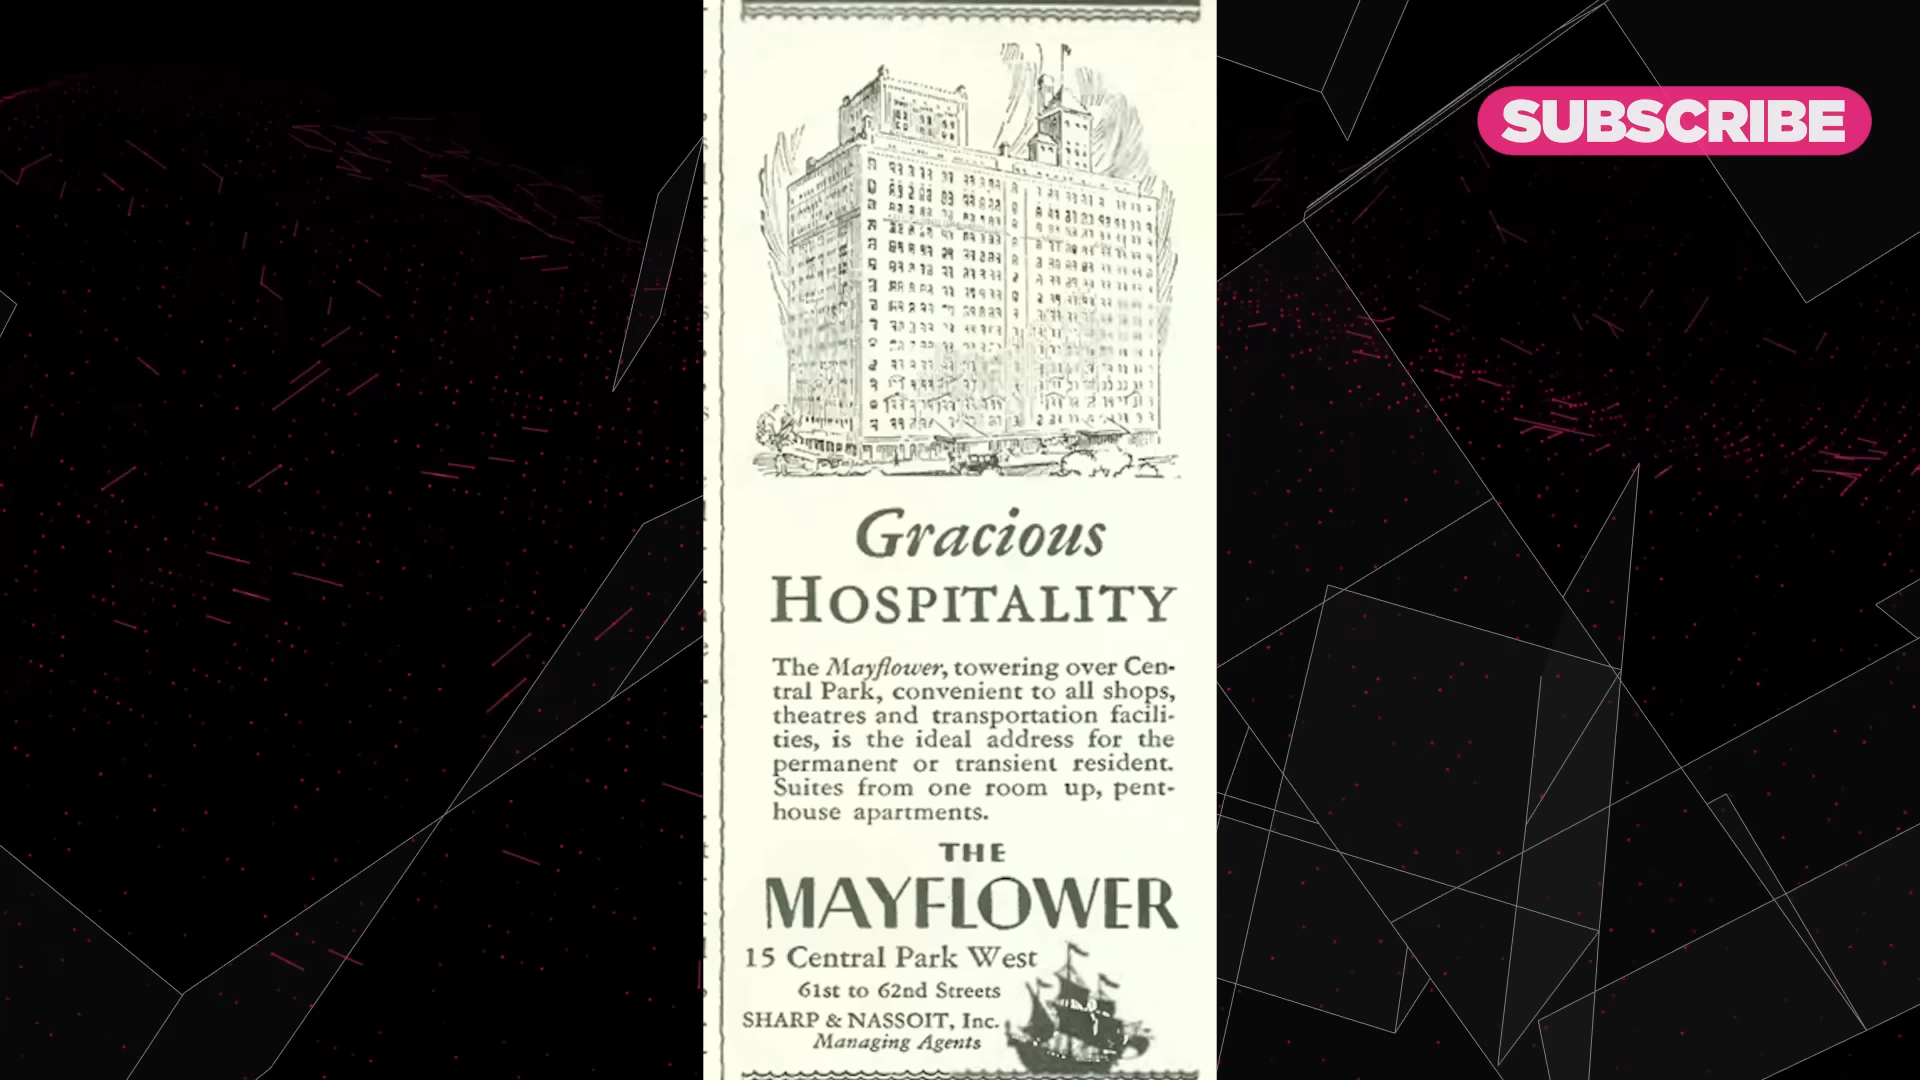 SUBSCRIBE
Gracious
HOSPITALITY
The Mayflower, towering over Cen-
tral Park, convenient to all shops,
theatres and transportation facili-
ties, is the ideal address for the
permanent or transient resident.
Suites from one room up, pent-
house apartments.
THE
MAYFLOWER
15 Central Park West
61st to 62nd Streets
SHARP & NASSOIT, Inc.
Managing Agents